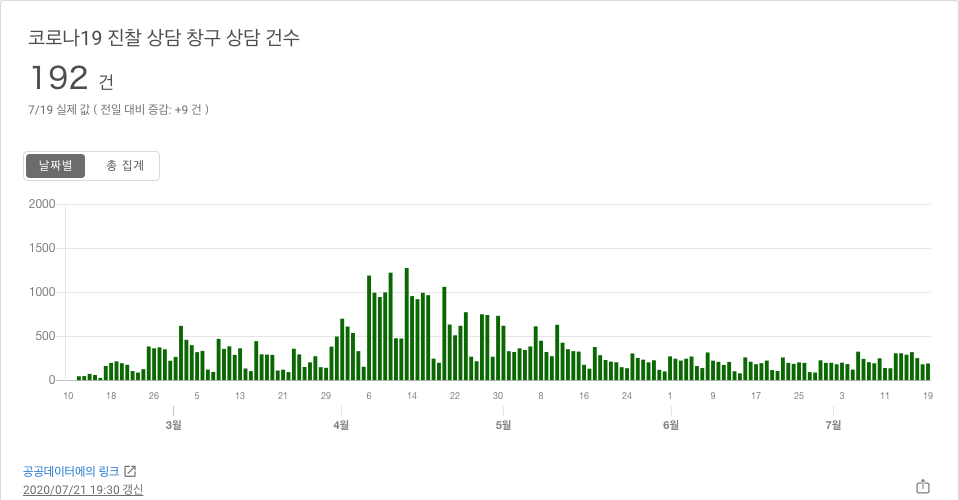 코로나19 진찰 상담 창구 상담 건수
192 건
7/19 실제 값 ( 전일 대비 증감: +9 건 )
날짜별 총 집계
2000
1500
1000
500
0
10 18 26 5 13 21 29 6 14 22 30 8 16 24 1 9 17 25 3 11 19
3월 4월 5월 6월 7월
공공데이터에의 링크
2020/07/21 19:30 갱신